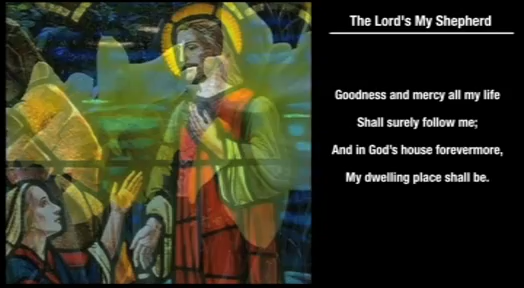 The Lord's My Shepherd
Goodness and mercy all my life
Shall surely follow me;
And in God's house forevermore,
My dwelling place shall be.